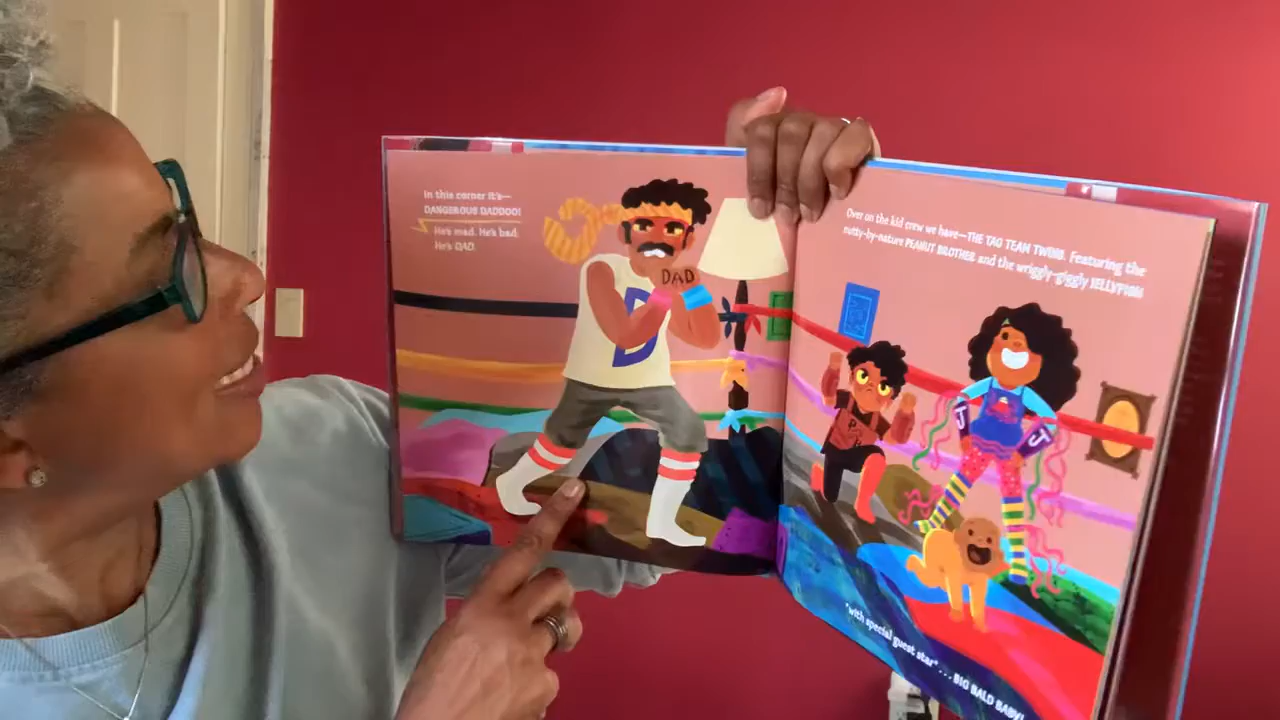 In this corner it's—
DANGEROUS DADDOO!
He's mad. He's bad.
He's DAD.
DAD
D
Over on the kid crew we have—THE TAG TEAM TWINS. Featuring the
nutty-by-nature PEANUT BROTHER and the wriggly-giggly JELLYFISH
J
J
"with special guest star" . . . BIG BALD BABY!